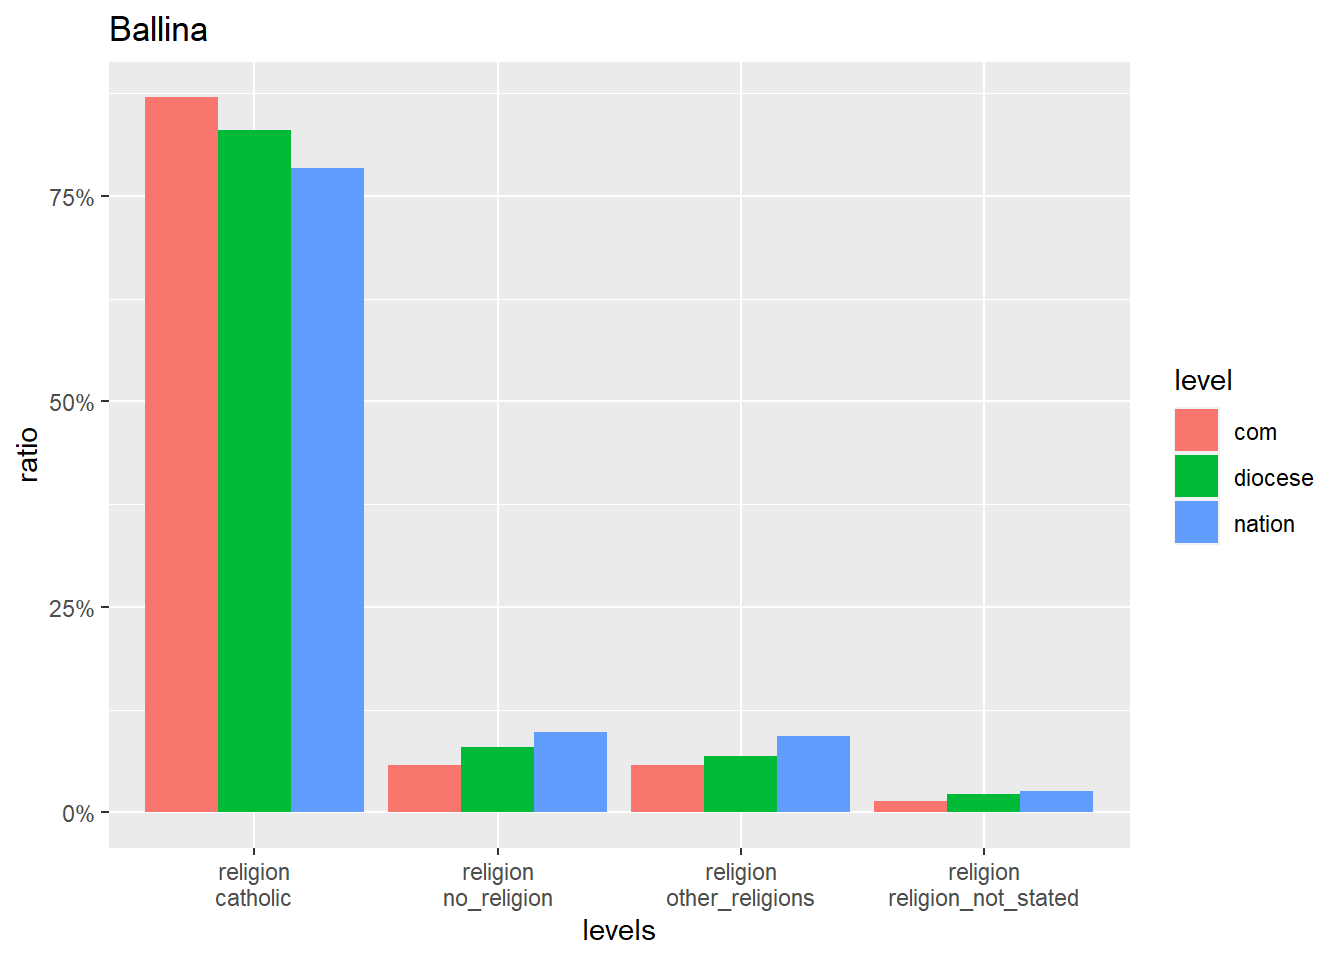 Ballina
75%
50%
25%
0%
ratio
religion
catholic
religion
no_religion
religion
other_religions
religion
religion_not_stated
levels
level
com
diocese
nation